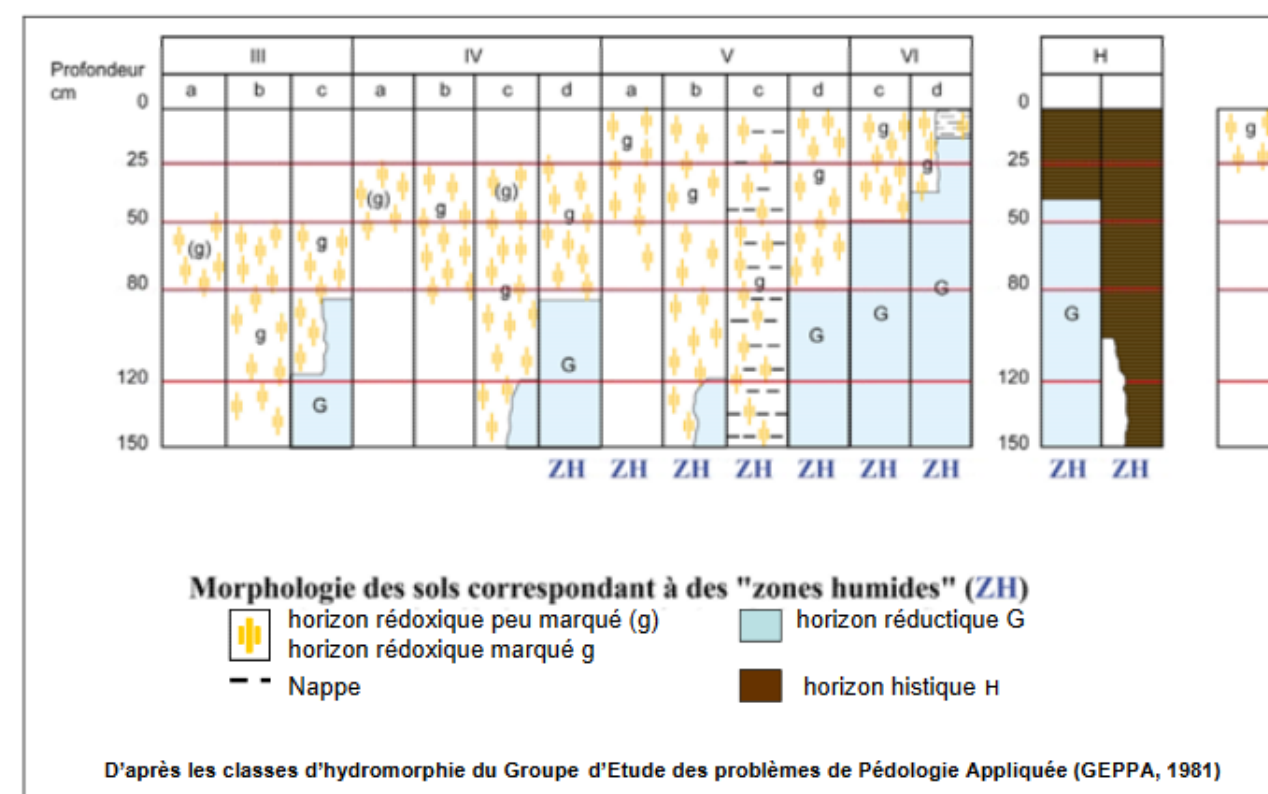 III IV V VI H
Profondeur
cm
a b c a b c d a b c d c d
0 0
25 25
50 50
80 80
120 120
150 150
g g g g
(g) (g) g g g g
(g) g g
g g g
g
G G G G G
G G
ZH ZH ZH ZH ZH ZH ZH ZH ZH
Morphologie des sols correspondant à des "zones humides" (ZH)
horizon rédoxique peu marqué (g)
horizon rédoxique marqué g
horizon réductique G
Nappe
horizon histique H
D'après les classes d'hydromorphie du Groupe d'Etude des problèmes de Pédologie Appliquée (GEPPA, 1981)